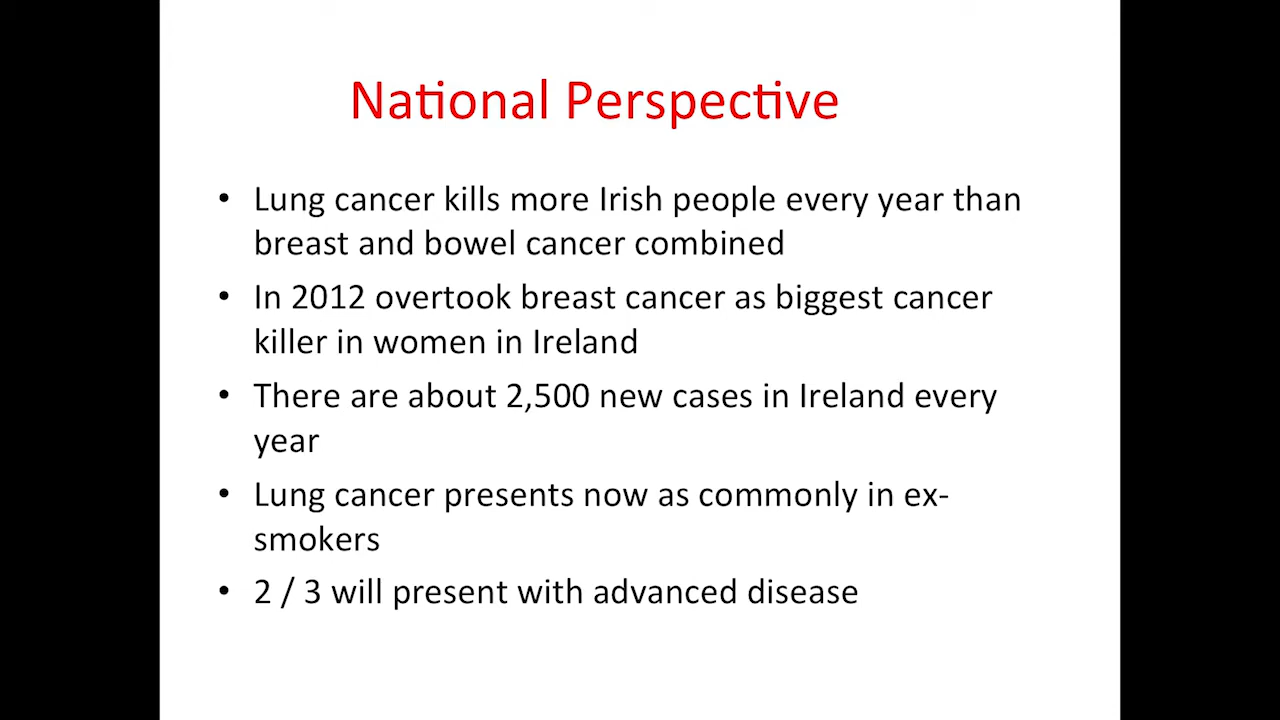 National Perspective
• Lung cancer kills more Irish people every year than
breast and bowel cancer combined
• In 2012 overtook breast cancer as biggest cancer
killer in women in Ireland
• There are about 2,500 new cases in Ireland every
year
• Lung cancer presents now as commonly in ex-
smokers
• 2 / 3 will present with advanced disease